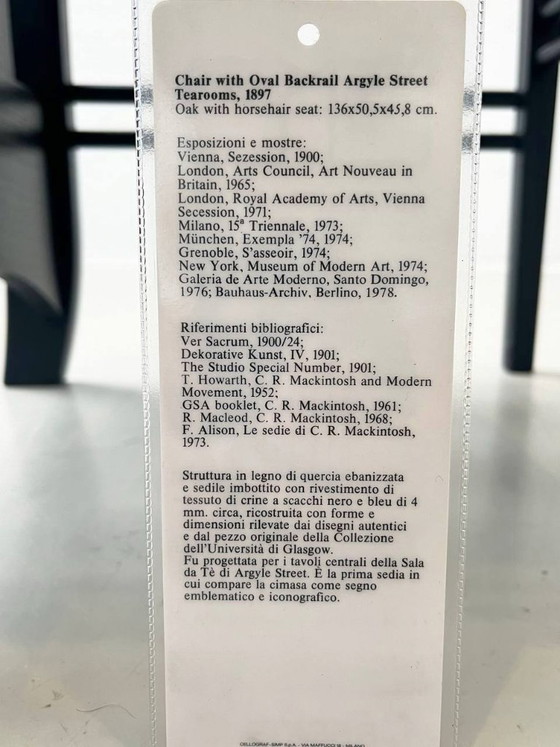 Chair with Oval Backrail Argyle Street
Tearooms, 1897
Oak with horsehair seat: 136x50,5x45,8 cm.
Esposizioni e mostre:
Vienna, Sezession, 1900;
London, Arts Council, Art Nouveau in
Britain, 1965;
London, Royal Academy of Arts, Vienna
Secession, 1971;
Milano, 15ª Triennale, 1973;
München, Exempla '74, 1974;
Grenoble, S'asseoir, 1974;
New York, Museum of Modern Art, 1974;
Galeria de Arte Moderno, Santo Domingo,
1976; Bauhaus-Archiv, Berlino, 1978.
Riferimenti bibliografici:
Ver Sacrum, 1900/24;
Dekorative Kunst, IV, 1901;
The Studio Special Number, 1901;
T. Howarth, C. R. Mackintosh and Modern
Movement, 1952;
GSA booklet, C. R. Mackintosh, 1961;
R. Macleod, C. R. Mackintosh, 1968;
F. Alison, Le sedie di C. R. Mackintosh,
1973.
Struttura in legno di quercia ebanizzata
e sedile imbottito con rivestimento di
tessuto di crine a scacchi nero e bleu di 4
mm. circa, ricostruita con forme e
dimensioni rilevate dai disegni autentici
e dal pezzo originale della Collezione
dell'Università di Glasgow.
Fu progettata per i tavoli centrali della Sala
da Tè di Argyle Street. È la prima sedia in
cui compare la cimasa come segno
emblematico e iconografico.
CELLOGRAF-SIMP S.p.A. - VIA MARTUCCI - MILANO